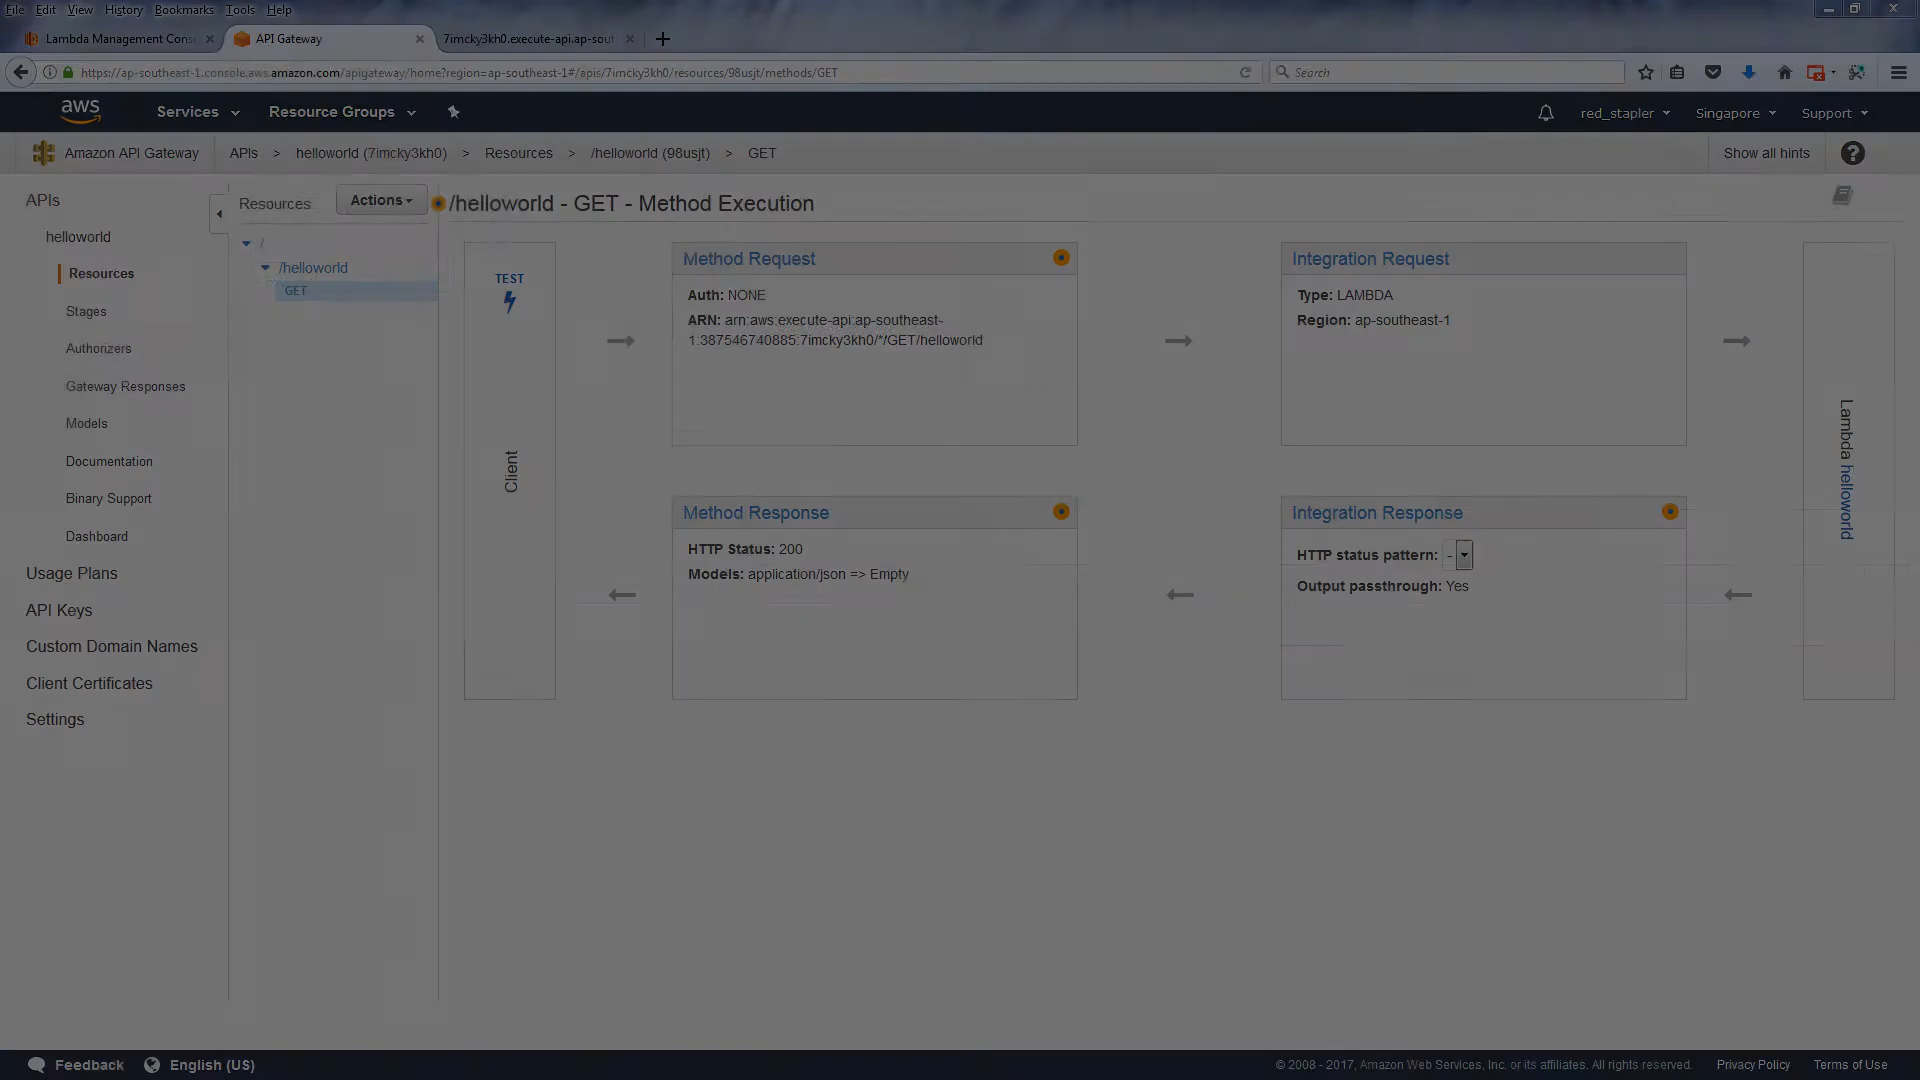 File Edit View History Bookmarks Tools Help
Lambda Management Cons
API Gateway
7imcky3kh0.execute-api.ap-sout
https://ap-southeast-1.console.aws.amazon.com/apigateway/home?region=ap-southeast-1#/apis/7imcky3kh0/resources/98usjt/methods/GET
Search
aws Services Resource Groups red_stapler Singapore Support
Amazon API Gateway APIs > helloworld (7imcky3kh0) > Resources > /helloworld (98usjt) > GET Show all hints ?
APIs
helloworld
Resources
Stages
Authorizers
Gateway Responses
Models
Documentation
Binary Support
Dashboard
Usage Plans
API Keys
Custom Domain Names
Client Certificates
Settings
Resources Actions
/
/helloworld
GET
/helloworld - GET - Method Execution
TEST
Client
Method Request
Auth: NONE
ARN: arn:aws:execute-api:ap-southeast-
1:387546740885:7imcky3kh0/*/GET/helloworld
Integration Request
Type: LAMBDA
Region: ap-southeast-1
Lambda helloworld
Method Response
HTTP Status: 200
Models: application/json => Empty
Integration Response
HTTP status pattern: -
Output passthrough: Yes
Feedback English (US) © 2008 - 2017, Amazon Web Services, Inc. or its affiliates. All rights reserved. Privacy Policy Terms of Use